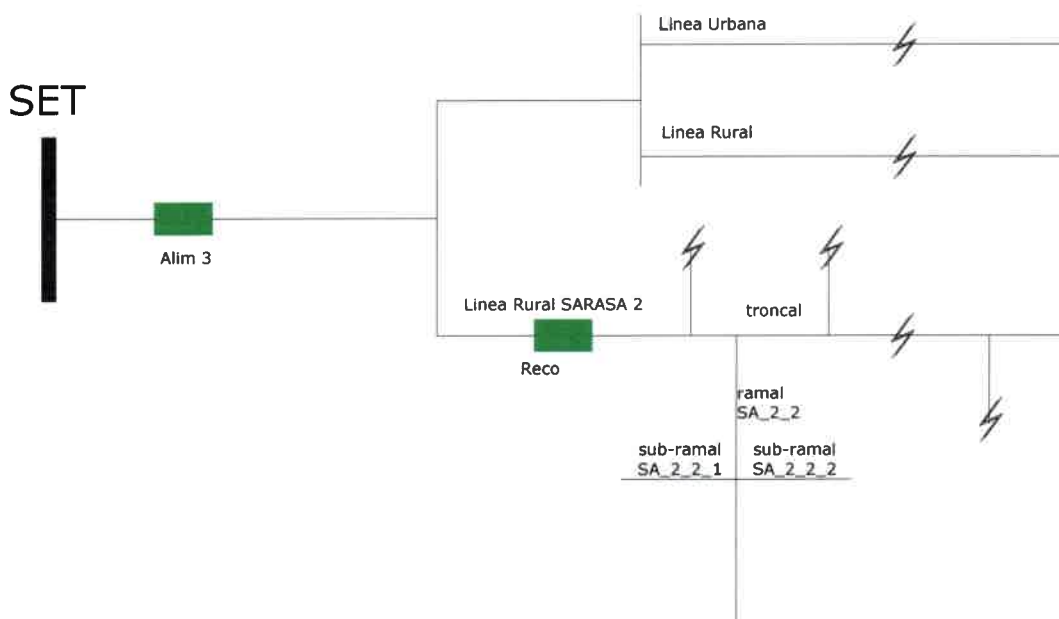 Linea Urbana
SET
Linea Rural
Alim 3
Linea Rural SARASA 2
troncal
Reco
ramal
SA_2_2
sub-ramal
SA_2_2_1
sub-ramal
SA_2_2_2